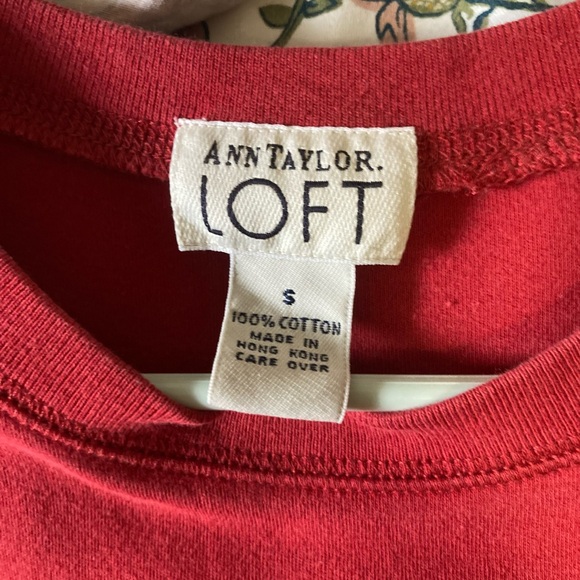 ANN TAYLOR.
LOFT
S
100% COTTON
MADE IN
HONG KONG
CARE OVER